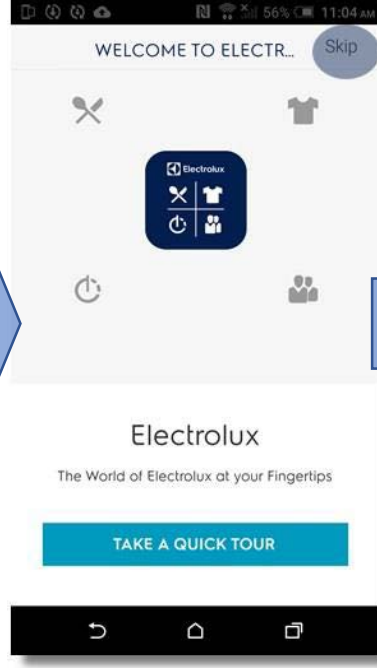 56% 11:04 AM
WELCOME TO ELECTR... Skip
Electrolux
Electrolux
The World of Electrolux at your Fingertips
TAKE A QUICK TOUR